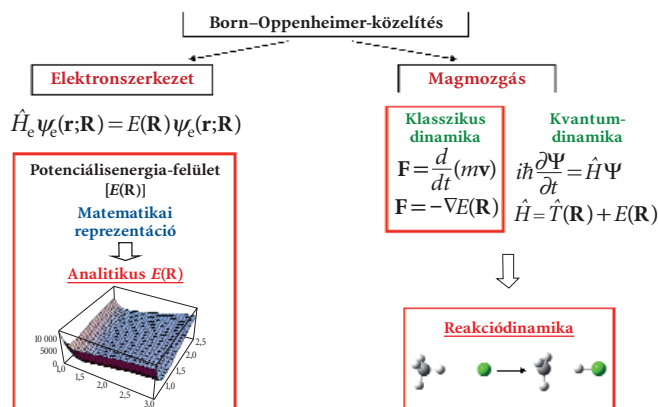 Born–Oppenheimer-közelítés
Elektronszerkezet
Ĥₑψₑ(r;R) = E(R)ψₑ(r;R)
Potenciálisenergia-felület
[E(R)]
Matematikai
reprezentáció
Analitikus E(R)
10 000
5000
0
1,0
1,5
2,0
2,5
3,0
1,0
1,5
2,0
2,5
Magmozgás
Klasszikus
dinamika
F = d/dt (mv)
F = −∇E(R)
Kvantum-
dinamika
iħ ∂Ψ/∂t = ĤΨ
Ĥ = T̂(R) + E(R)
Reakciódinamika